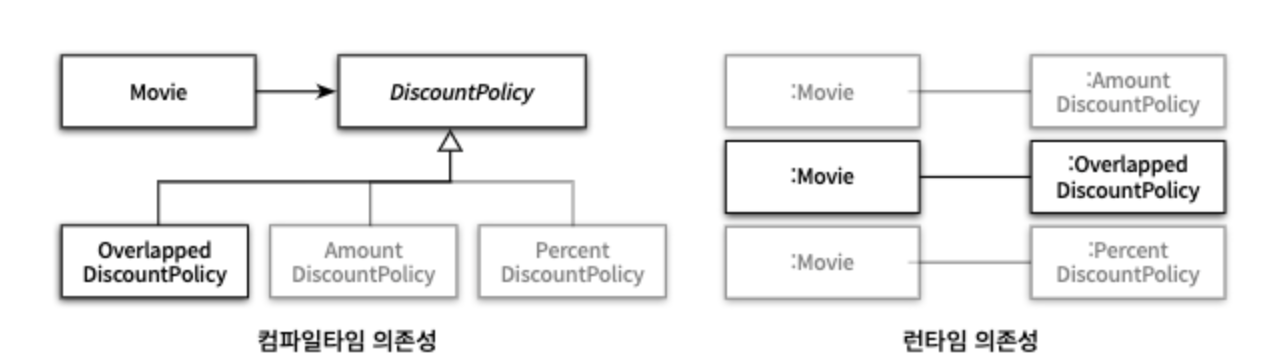 Movie
DiscountPolicy
Overlapped
DiscountPolicy
Amount
DiscountPolicy
Percent
DiscountPolicy
컴파일타임 의존성
:Movie
:Amount
DiscountPolicy
:Movie
:Overlapped
DiscountPolicy
:Movie
:Percent
DiscountPolicy
런타임 의존성